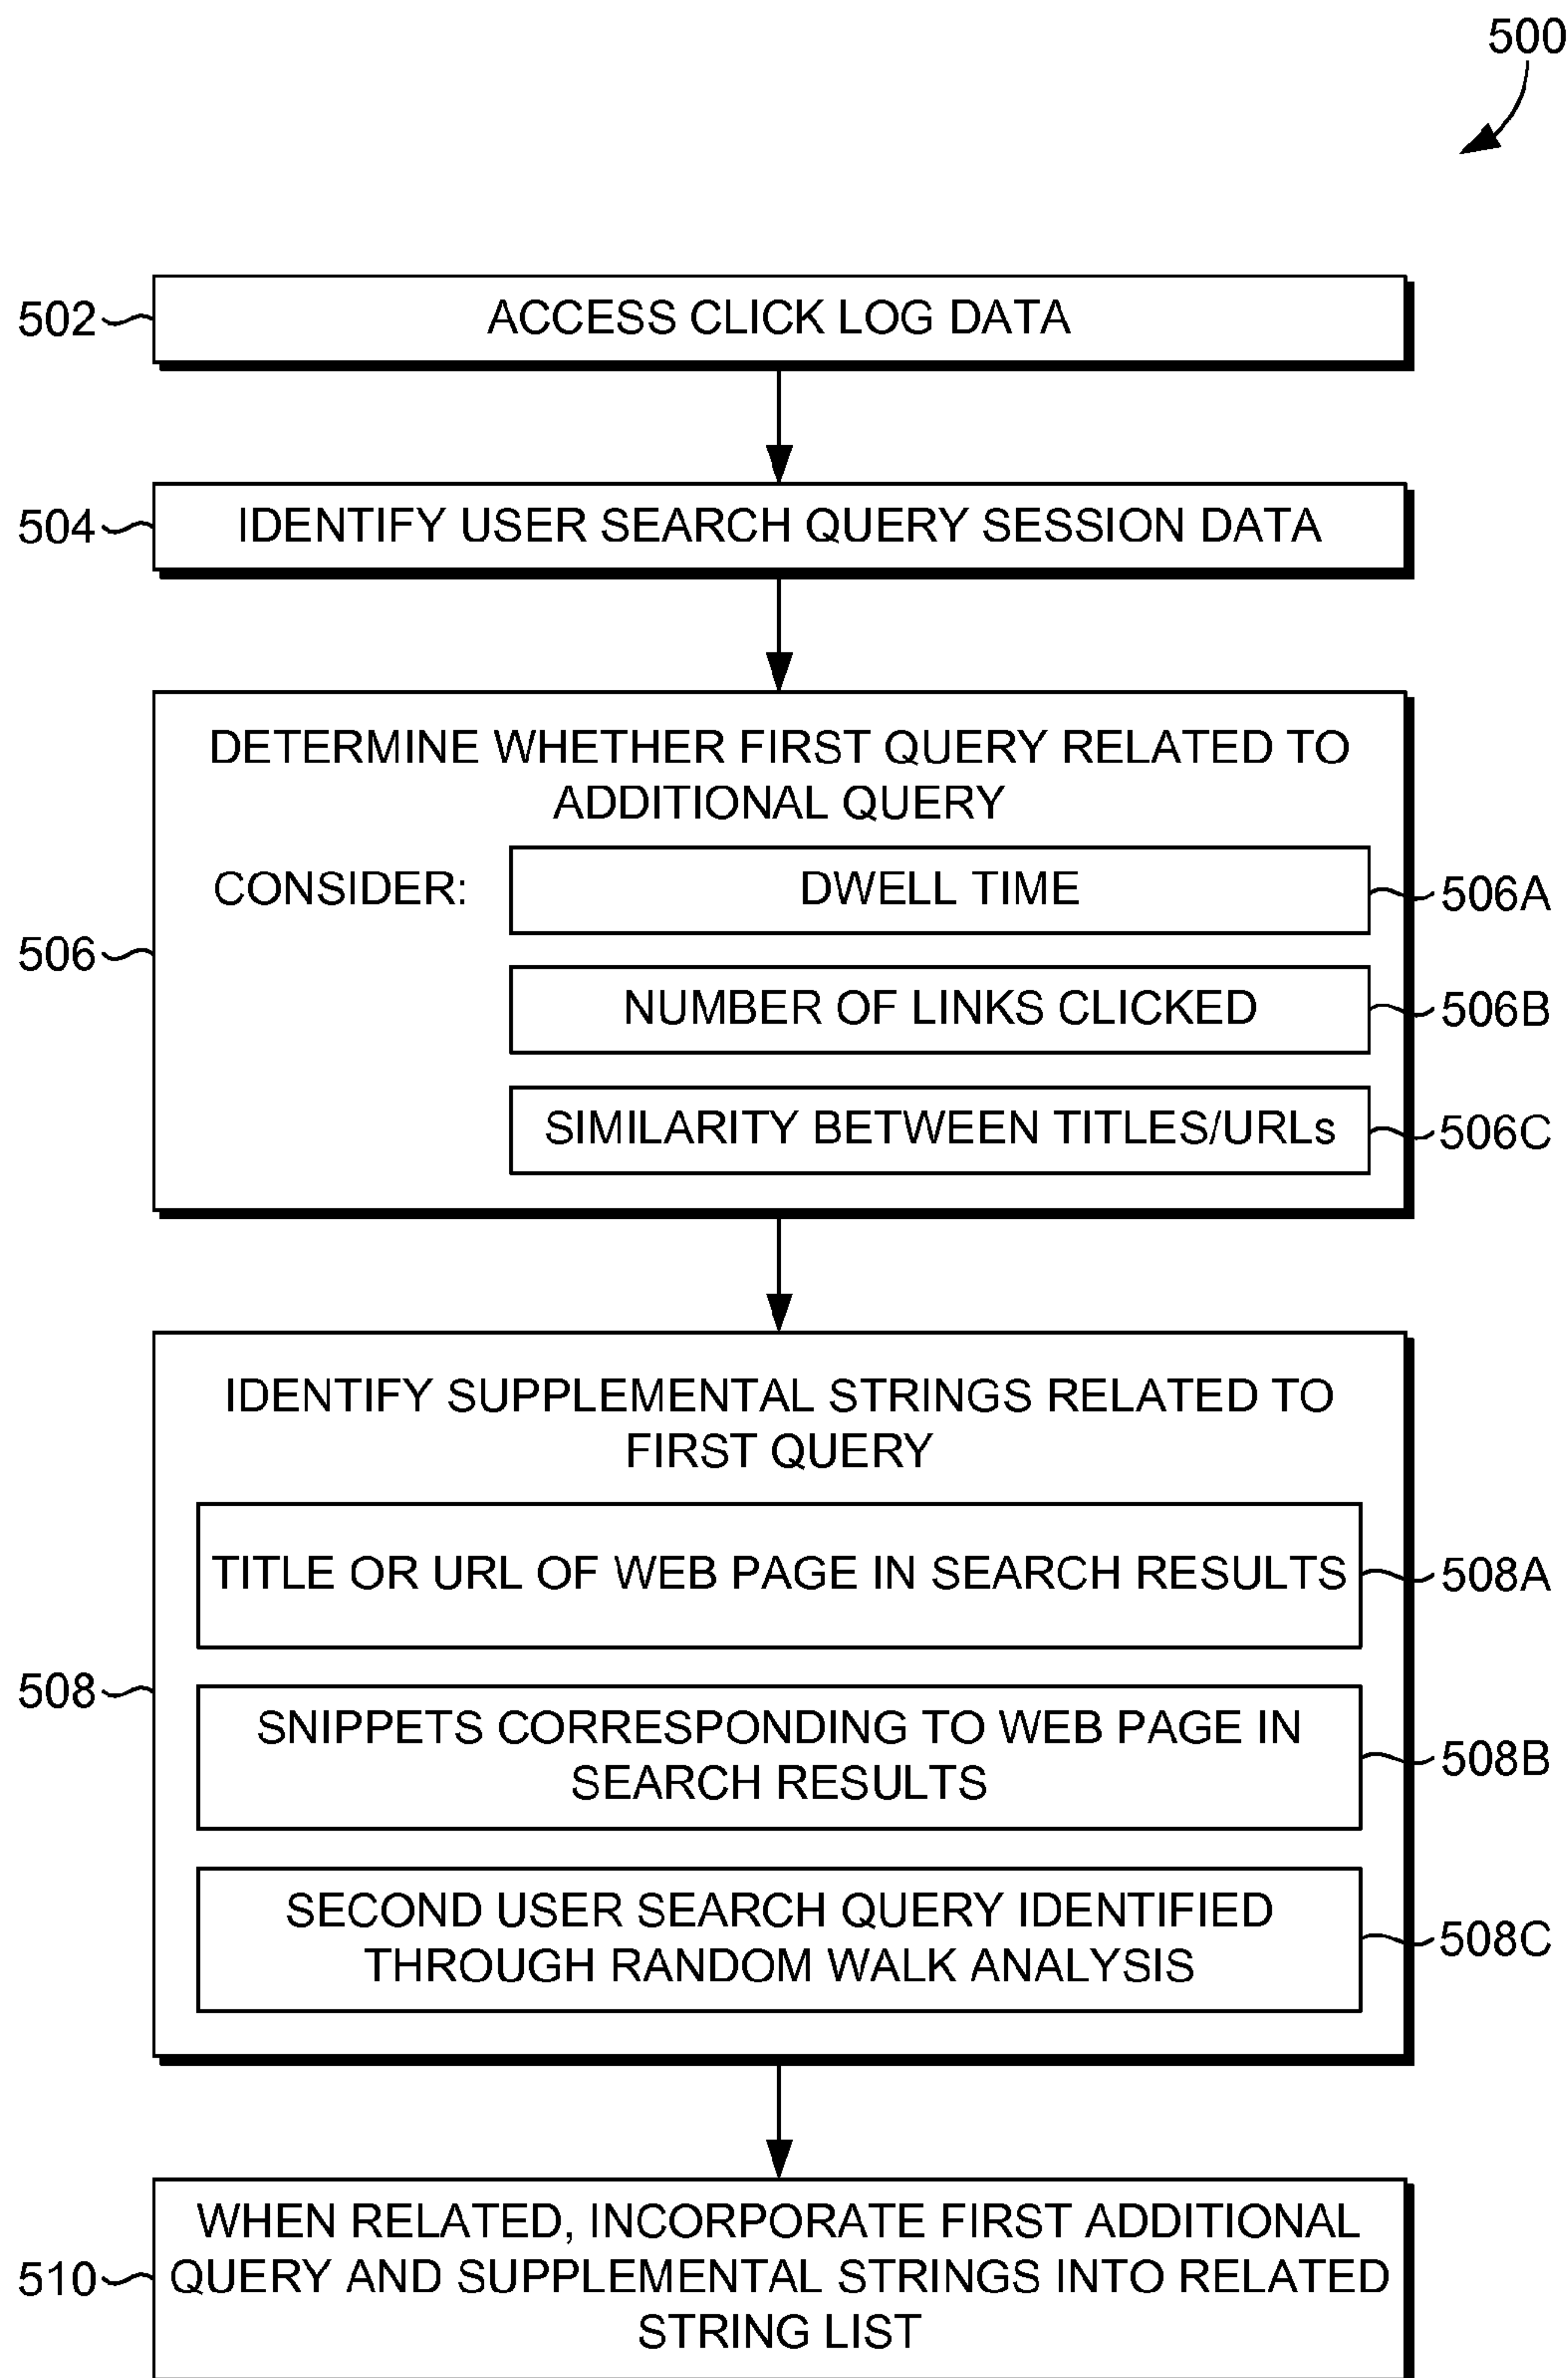 500
502
ACCESS CLICK LOG DATA
504
IDENTIFY USER SEARCH QUERY SESSION DATA
506
DETERMINE WHETHER FIRST QUERY RELATED TO
ADDITIONAL QUERY
CONSIDER:
DWELL TIME
506A
NUMBER OF LINKS CLICKED
506B
SIMILARITY BETWEEN TITLES/URLs
506C
508
IDENTIFY SUPPLEMENTAL STRINGS RELATED TO
FIRST QUERY
TITLE OR URL OF WEB PAGE IN SEARCH RESULTS
508A
SNIPPETS CORRESPONDING TO WEB PAGE IN
SEARCH RESULTS
508B
SECOND USER SEARCH QUERY IDENTIFIED
THROUGH RANDOM WALK ANALYSIS
508C
510
WHEN RELATED, INCORPORATE FIRST ADDITIONAL
QUERY AND SUPPLEMENTAL STRINGS INTO RELATED
STRING LIST